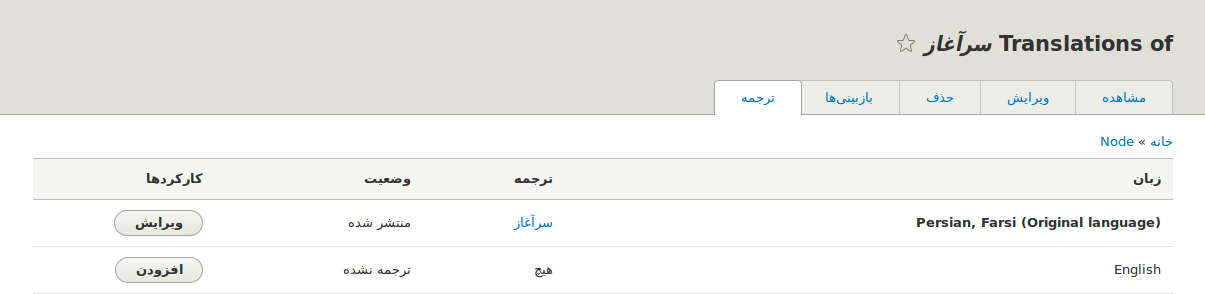 Translations of سرآغاز
مشاهده ویرایش حذف بازبینی‌ها ترجمه
خانه » Node
زبان ترجمه وضعیت کارکردها
Persian, Farsi (Original language) سرآغاز منتشر شده ویرایش
English هیچ ترجمه نشده افزودن